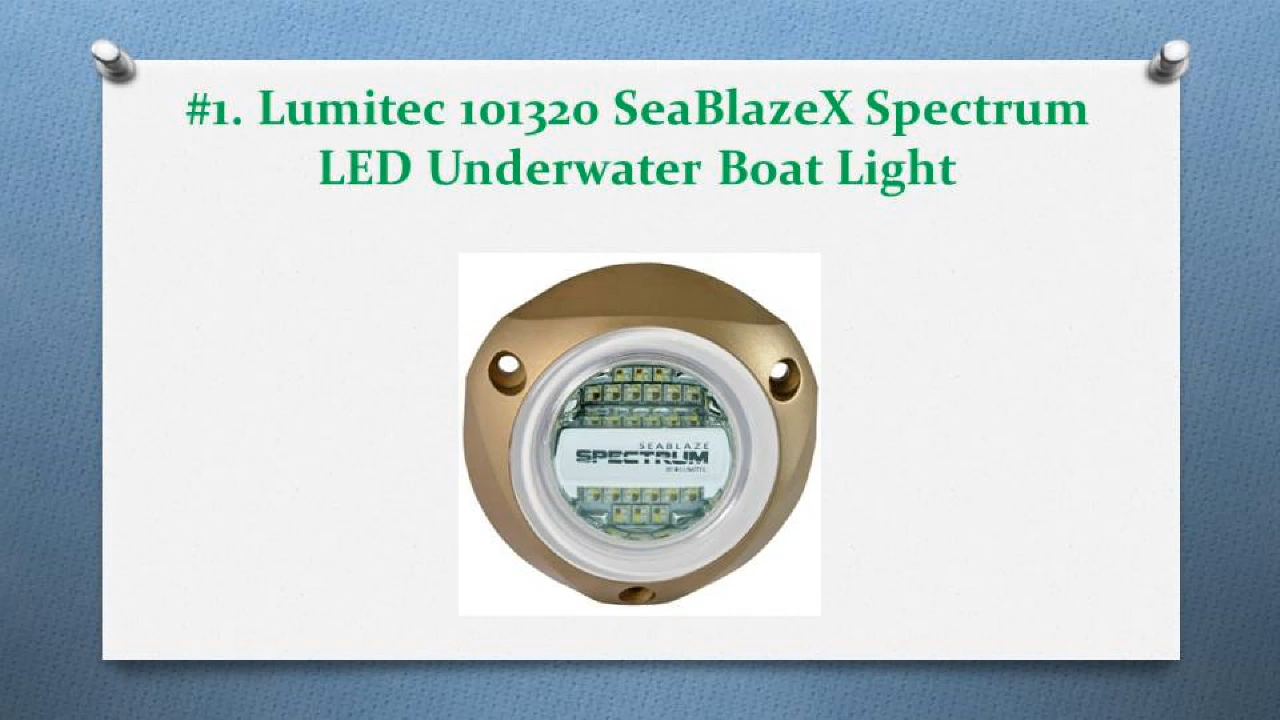 #1. Lumitec 101320 SeaBlazeX Spectrum
LED Underwater Boat Light
SEABLAZE
SPECTRUM